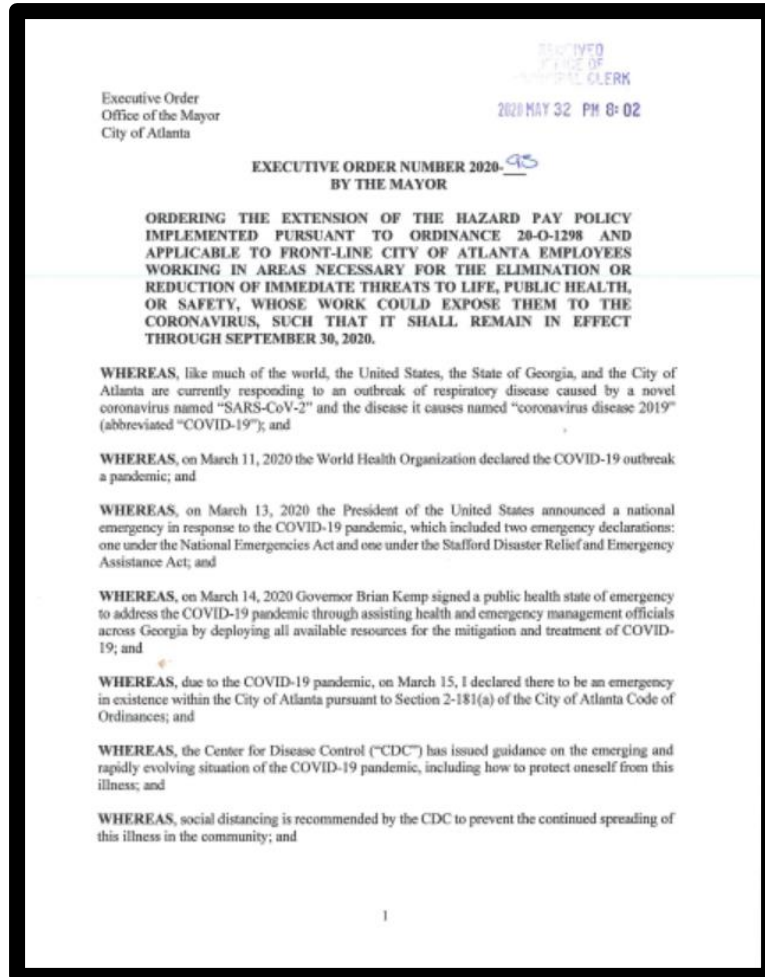 CLERK
2020 MAY 32 PM 8:02
Executive Order
Office of the Mayor
City of Atlanta
EXECUTIVE ORDER NUMBER 2020-93
BY THE MAYOR
ORDERING THE EXTENSION OF THE HAZARD PAY POLICY
IMPLEMENTED PURSUANT TO ORDINANCE 20-O-1298 AND
APPLICABLE TO FRONT-LINE CITY OF ATLANTA EMPLOYEES
WORKING IN AREAS NECESSARY FOR THE ELIMINATION OR
REDUCTION OF IMMEDIATE THREATS TO LIFE, PUBLIC HEALTH,
OR SAFETY, WHOSE WORK COULD EXPOSE THEM TO THE
CORONAVIRUS, SUCH THAT IT SHALL REMAIN IN EFFECT
THROUGH SEPTEMBER 30, 2020.
WHEREAS, like much of the world, the United States, the State of Georgia, and the City of
Atlanta are currently responding to an outbreak of respiratory disease caused by a novel
coronavirus named “SARS-CoV-2” and the disease it causes named “coronavirus disease 2019”
(abbreviated “COVID-19”); and
WHEREAS, on March 11, 2020 the World Health Organization declared the COVID-19 outbreak
a pandemic; and
WHEREAS, on March 13, 2020 the President of the United States announced a national
emergency in response to the COVID-19 pandemic, which included two emergency declarations:
one under the National Emergencies Act and one under the Stafford Disaster Relief and Emergency
Assistance Act; and
WHEREAS, on March 14, 2020 Governor Brian Kemp signed a public health state of emergency
to address the COVID-19 pandemic through assisting health and emergency management officials
across Georgia by deploying all available resources for the mitigation and treatment of COVID-
19; and
WHEREAS, due to the COVID-19 pandemic, on March 15, I declared there to be an emergency
in existence within the City of Atlanta pursuant to Section 2-181(a) of the City of Atlanta Code of
Ordinances; and
WHEREAS, the Center for Disease Control (“CDC”) has issued guidance on the emerging and
rapidly evolving situation of the COVID-19 pandemic, including how to protect oneself from this
illness; and
WHEREAS, social distancing is recommended by the CDC to prevent the continued spreading of
this illness in the community; and
1